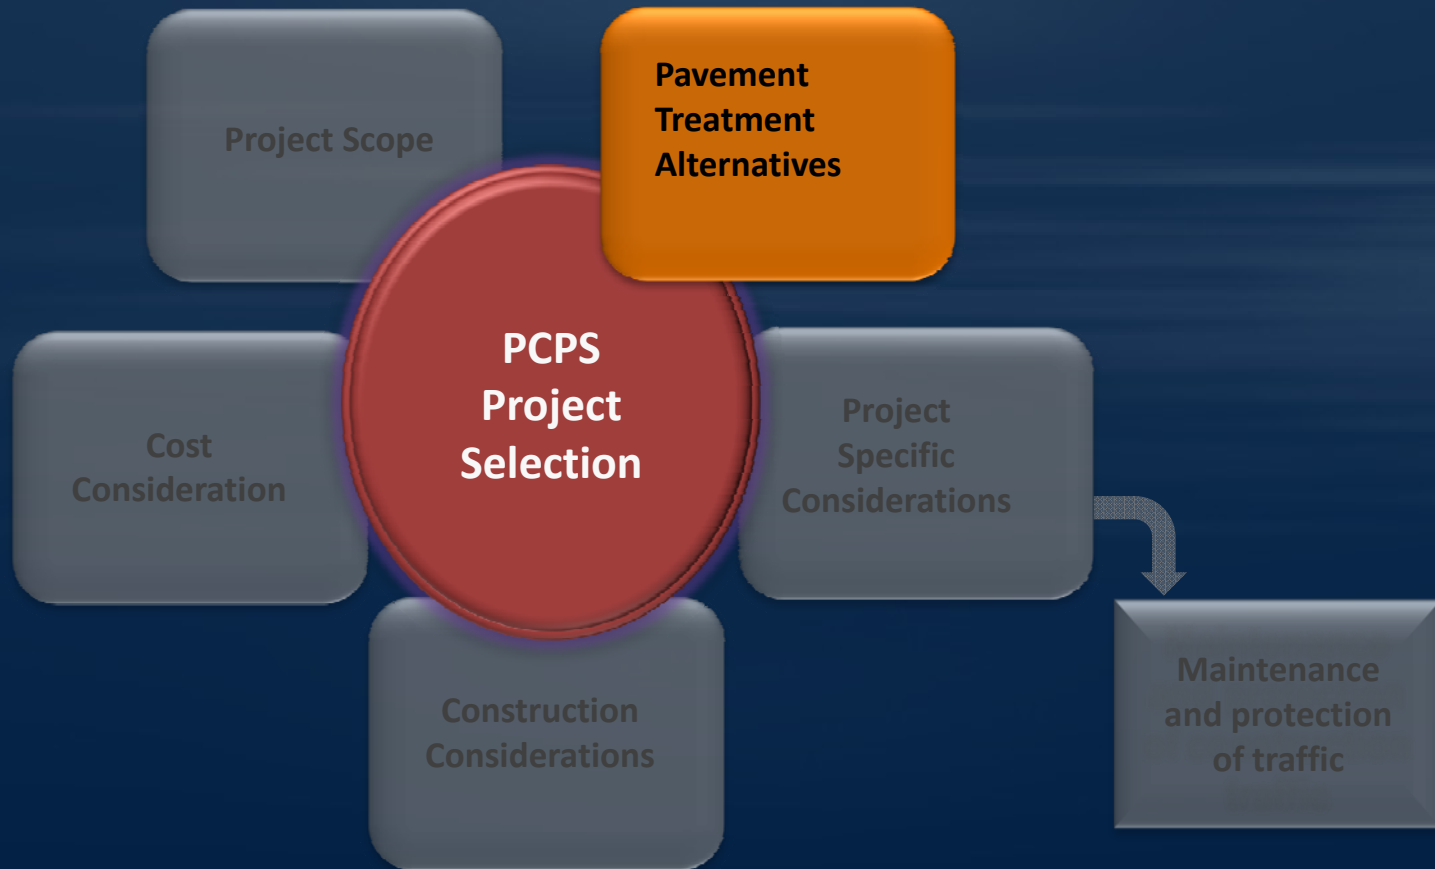 Project Scope
Pavement
Treatment
Alternatives
PCPS
Project
Selection
Cost
Consideration
Project
Specific
Considerations
Construction
Considerations
Maintenance
and protection
of traffic